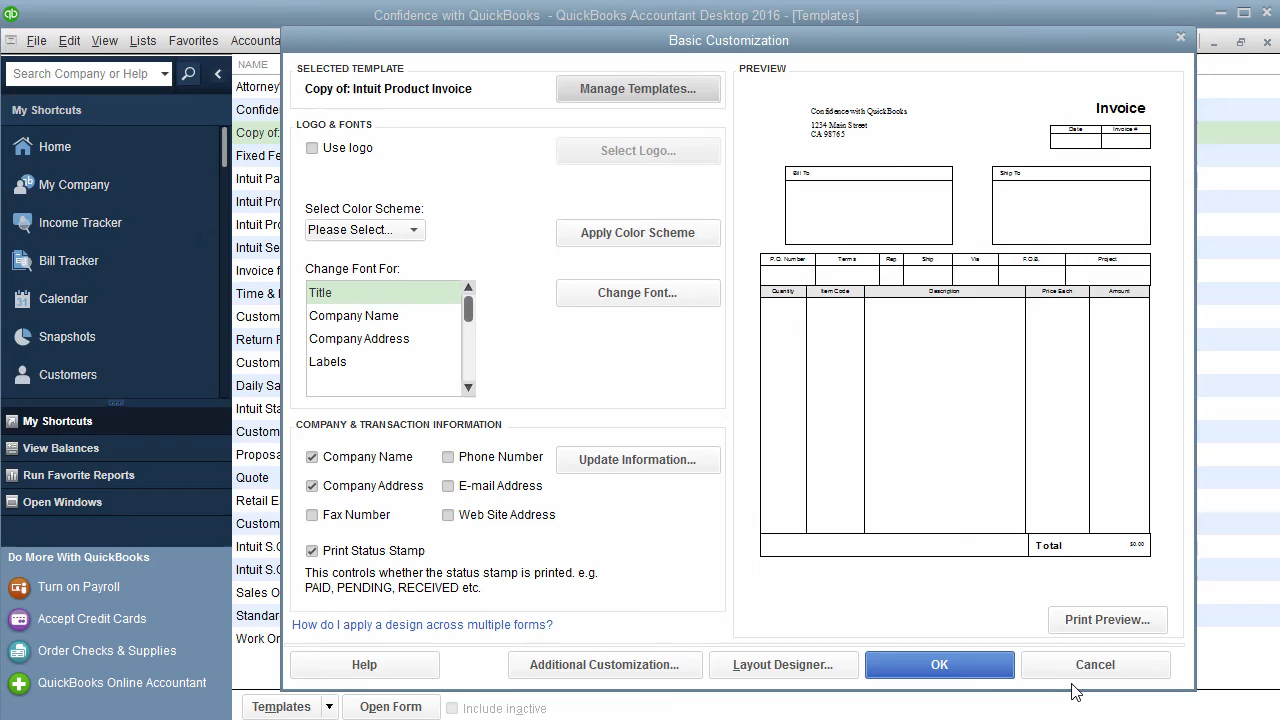 Confidence with QuickBooks - QuickBooks Accountant Desktop 2016 - [Templates]
File Edit View Lists Favorites Accounta
Basic Customization
Search Company or Help
My Shortcuts
Home
My Company
Income Tracker
Bill Tracker
Calendar
Snapshots
Customers
My Shortcuts
View Balances
Run Favorite Reports
Open Windows
Do More With QuickBooks
Turn on Payroll
Accept Credit Cards
Order Checks & Supplies
QuickBooks Online Accountant
NAME
Attorney'
Confiden
Copy of:
Fixed Fe
Intuit Pa
Intuit Pro
Intuit Pro
Intuit Se
Invoice f
Time &
Custom
Return F
Custom
Daily Sa
Intuit Sta
Custom
Proposa
Quote
Retail E
Custom
Intuit S.O
Intuit S.O
Sales O
Standar
Work Or
SELECTED TEMPLATE
Copy of: Intuit Product Invoice
Manage Templates...
LOGO & FONTS
Use logo
Select Logo...
Select Color Scheme:
Please Select...
Apply Color Scheme
Change Font For:
Title
Company Name
Company Address
Labels
Change Font...
COMPANY & TRANSACTION INFORMATION
Company Name Phone Number
Update Information...
Company Address E-mail Address
Fax Number Web Site Address
Print Status Stamp
This controls whether the status stamp is printed. e.g.
PAID, PENDING, RECEIVED etc.
How do I apply a design across multiple forms?
PREVIEW
Confidence with QuickBooks
1234 Main Street
CA 98765
Invoice
Date Invoice #
Bill To Ship To
P.O. Number Terms Rep Ship Via F.O.B. Project
Quantity Item Code Description Price Each Amount
Total $0.00
Print Preview...
Help Additional Customization... Layout Designer... OK Cancel
Templates Open Form Include inactive